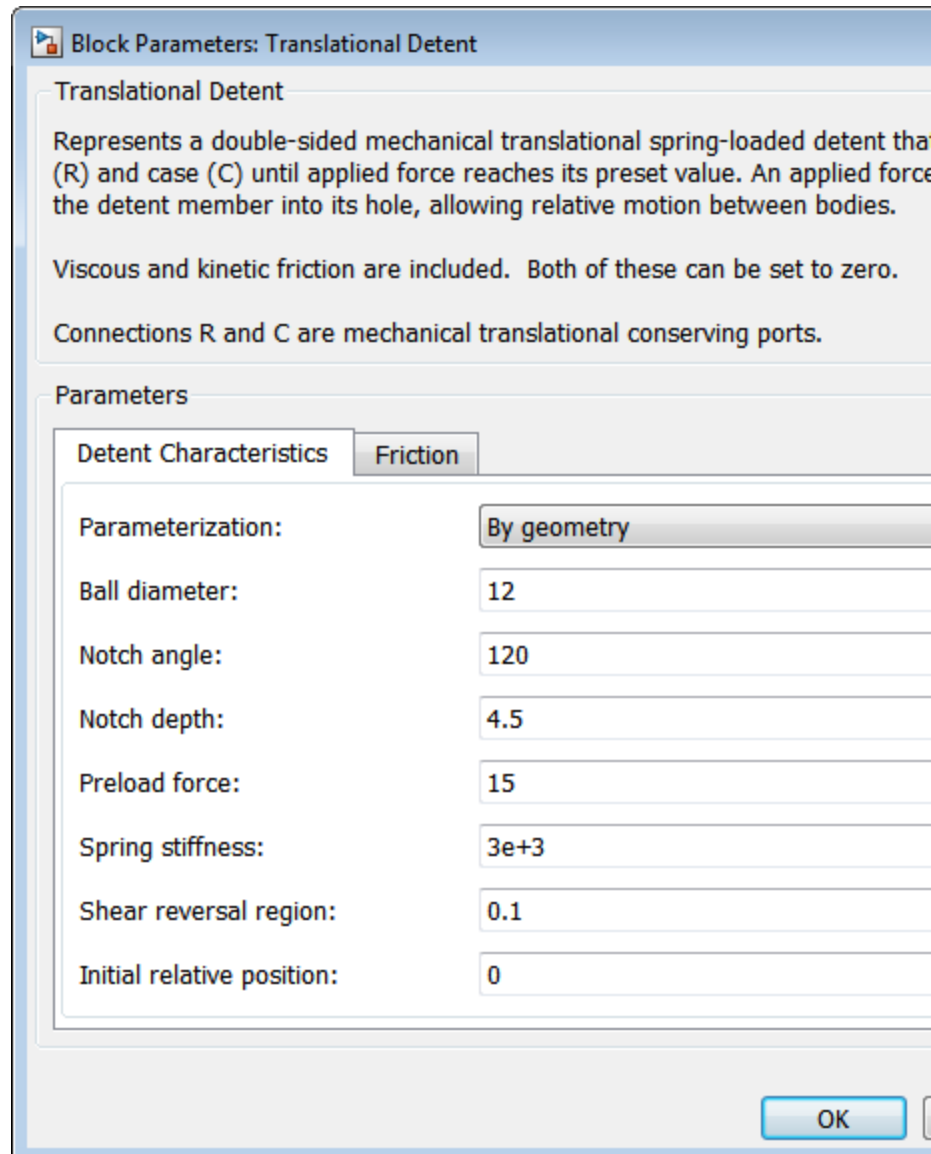 Block Parameters: Translational Detent
Translational Detent
Represents a double-sided mechanical translational spring-loaded detent that
(R) and case (C) until applied force reaches its preset value. An applied force
the detent member into its hole, allowing relative motion between bodies.
Viscous and kinetic friction are included.  Both of these can be set to zero.
Connections R and C are mechanical translational conserving ports.
Parameters
Detent Characteristics Friction
Parameterization: By geometry
Ball diameter: 12
Notch angle: 120
Notch depth: 4.5
Preload force: 15
Spring stiffness: 3e+3
Shear reversal region: 0.1
Initial relative position: 0
OK